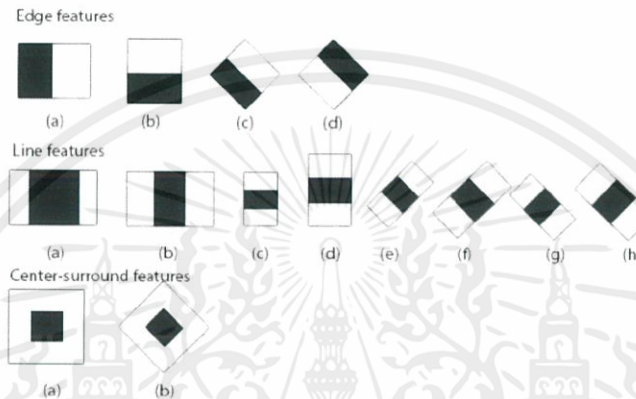 Edge features
(a) (b) (c) (d)
Line features
(a) (b) (c) (d) (e) (f) (g) (h)
Center-surround features
(a) (b)